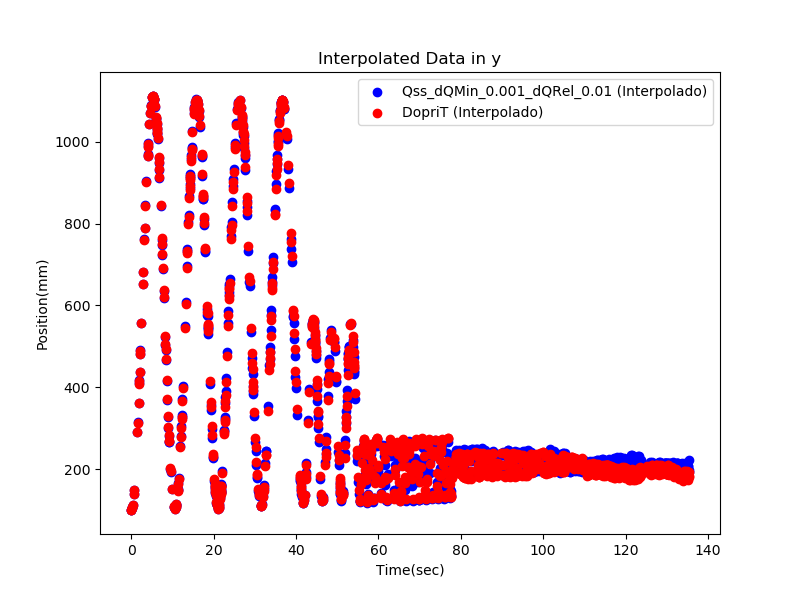 Interpolated Data in y
Qss_dQMin_0.001_dQRel_0.01 (Interpolado)
DopriT (Interpolado)
Position(mm)
1000
800
600
400
200
0 20 40 60 80 100 120 140
Time(sec)